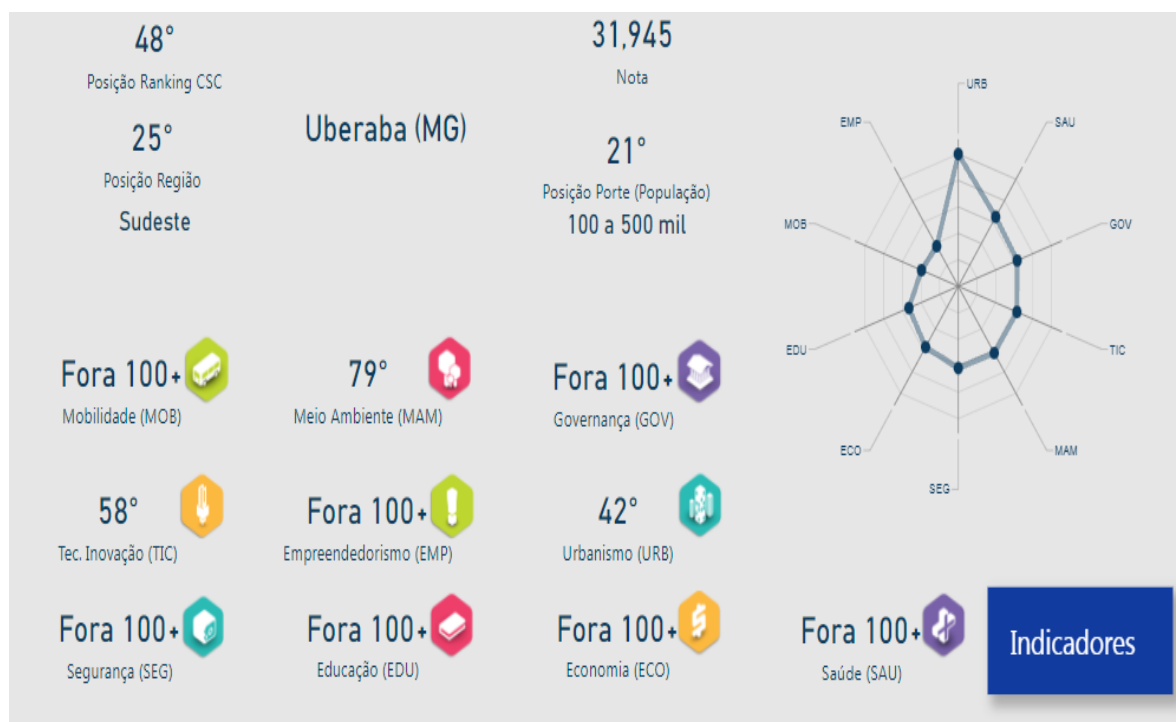 48°
Posição Ranking CSC
25°
Posição Região
Sudeste
Uberaba (MG)
31,945
Nota
21°
Posição Porte (População)
100 a 500 mil
URB
SAU
GOV
TIC
MAM
SEG
ECO
EDU
MOB
EMP
Fora 100+
Mobilidade (MOB)
79°
Meio Ambiente (MAM)
Fora 100+
Governança (GOV)
58°
Tec. Inovação (TIC)
Fora 100+
Empreendedorismo (EMP)
42°
Urbanismo (URB)
Fora 100+
Segurança (SEG)
Fora 100+
Educação (EDU)
Fora 100+
Economia (ECO)
Fora 100+
Saúde (SAU)
Indicadores